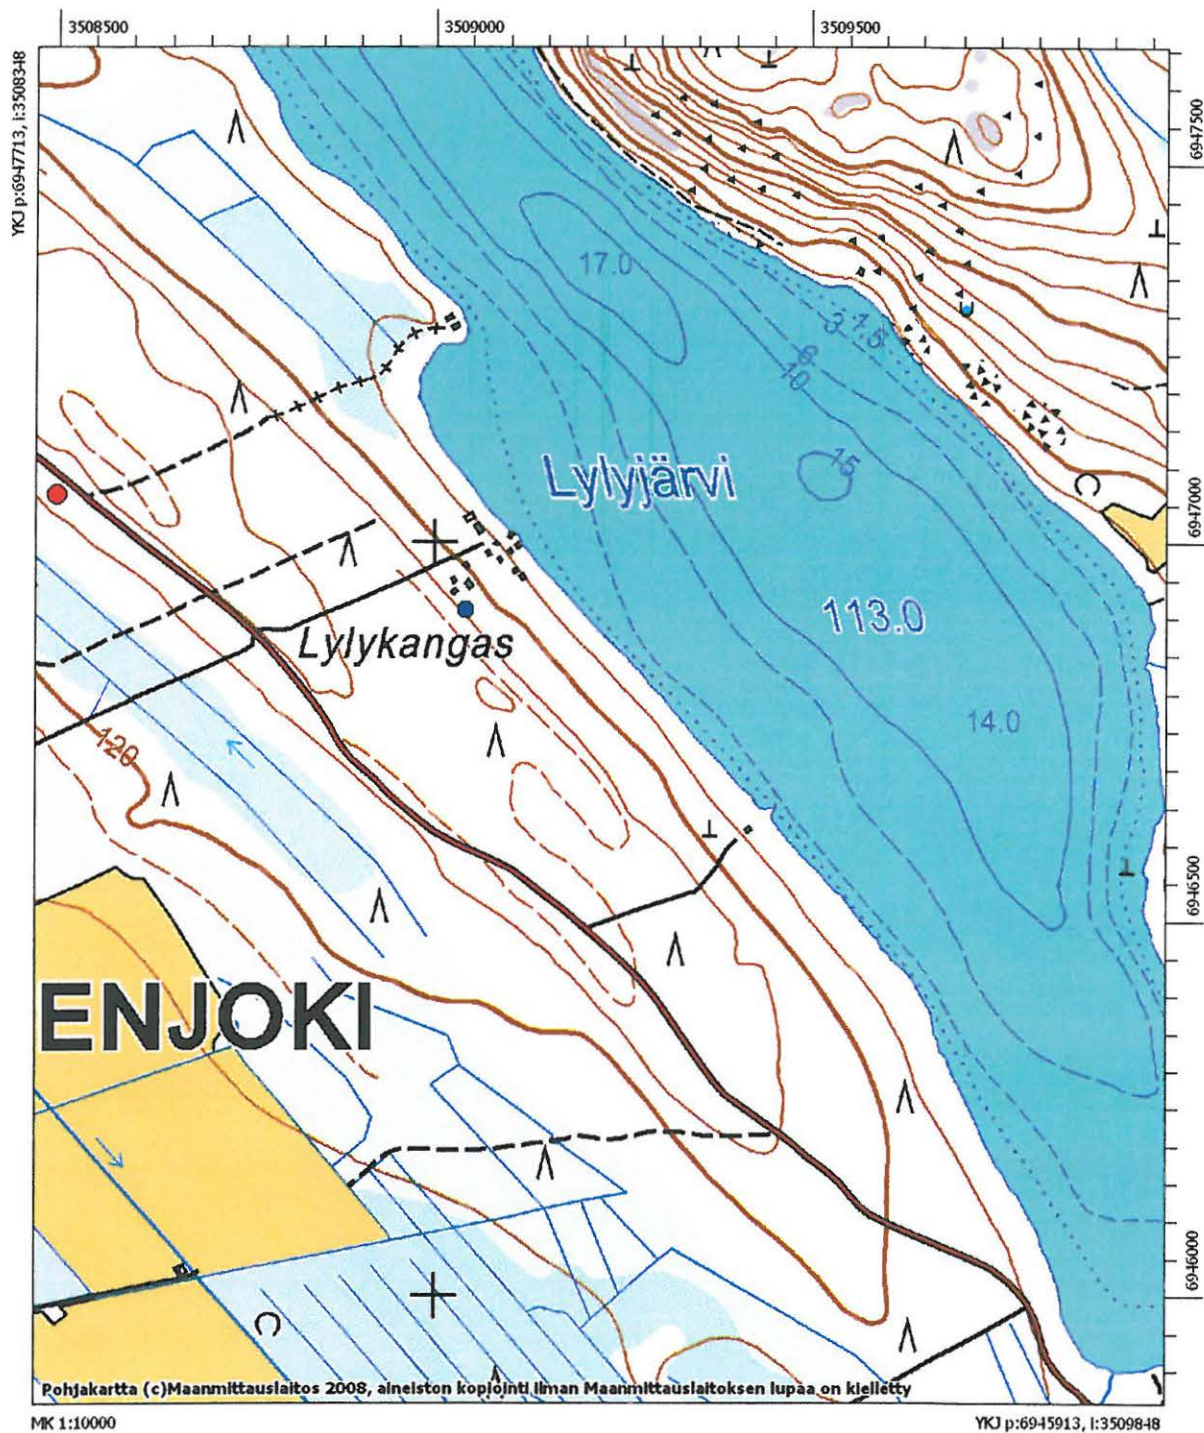 3508500
3509000
3509500
YKJ p:6947713, i:3508348
6947500
17.0
3
7.5
6
10
15
Lylyjärvi
6947000
113.0
Lylykangas
14.0
120
6946500
ENJOKI
6946000
Pohjakartta (c)Maanmittauslaitos 2008, aineiston kopiointi ilman Maanmittauslaitoksen lupaa on kielletty
MK 1:10000
YKJ p:6945913, i:3509848